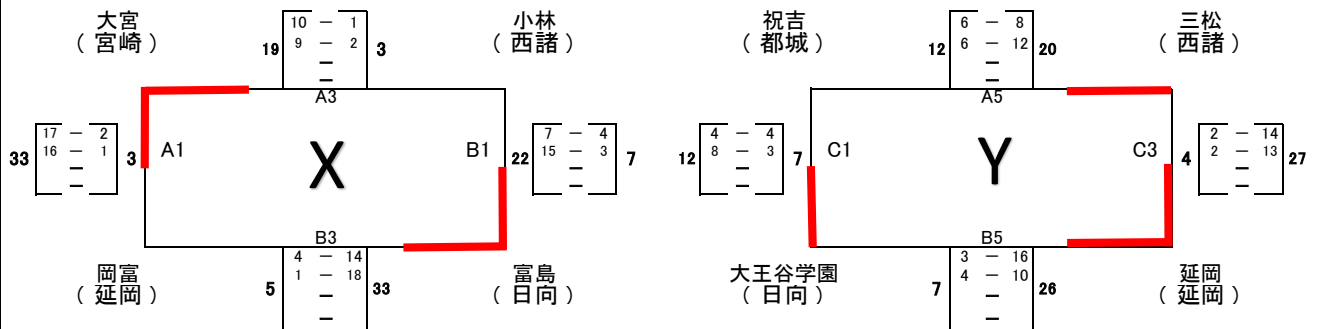 大宮
( 宮崎 )
10 － 1
9 － 2
－
－
19
3
小林
( 西諸 )
祝吉
( 都城 )
6 － 8
6 － 12
－
－
12
20
三松
( 西諸 )
A3
A5
33
17 － 2
16 － 1
－
－
3
A1
X
B1
22
7 － 4
15 － 3
－
－
7
12
4 － 4
8 － 3
－
－
7
C1
Y
C3
4
2 － 14
2 － 13
－
－
27
B3
B5
岡富
( 延岡 )
4 － 14
1 － 18
－
－
5
33
富島
( 日向 )
大王谷学園
( 日向 )
3 － 16
4 － 10
－
－
7
26
延岡
( 延岡 )